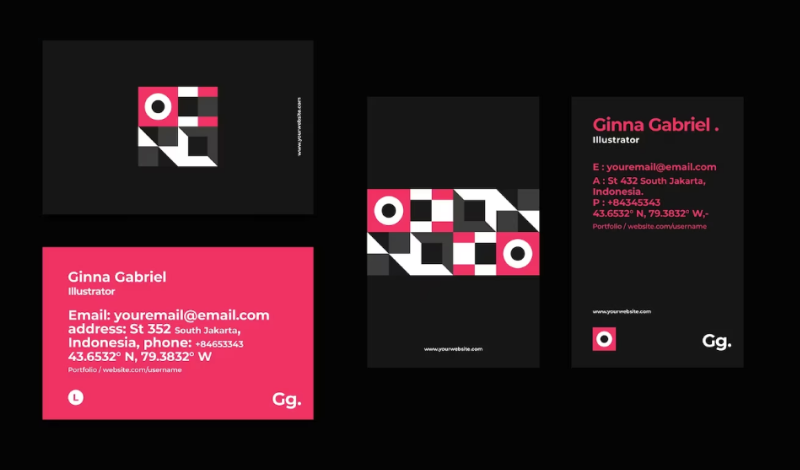 www.yourwebsite.com
Ginna Gabriel
Illustrator
Email: youremail@email.com
address: St 352 South Jakarta,
Indonesia, phone: +84653343
43.6532° N, 79.3832° W
Portfolio / website.com/username
L
Gg.
www.yourwebsite.com
Ginna Gabriel .
Illustrator
E : youremail@email.com
A : St 432 South Jakarta,
Indonesia.
P : +84345343
43.6532° N, 79.3832° W,-
Portfolio / website.com/username
www.yourwebsite.com
Gg.